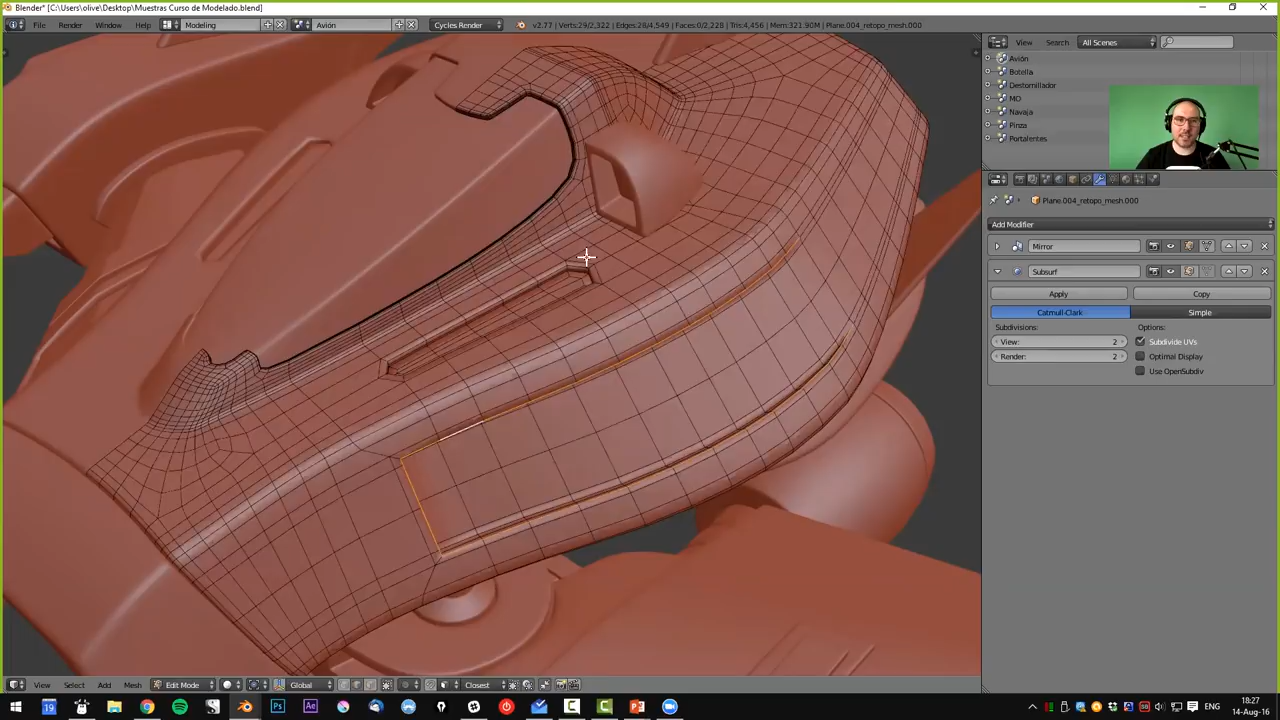 Blender* [C:\Users\olive\Desktop\Muestras Curso de Modelado.blend]
File Render Window Help Modeling Avión Cycles Render v2.77 | Verts:29/2,322 | Edges:28/4,549 | Faces:0/2,228 | Tris:4,456 | Mem:321.90M | Plane.004_retopo_mesh.000
View Search All Scenes
Avión
Botella
Destornillador
MO
Navaja
Pinza
Portalentes
Plane.004_retopo_mesh.000
Add Modifier
Mirror
Subsurf
Apply Copy
Catmull-Clark Simple
Subdivisions: Options:
View: 2 Subdivide UVs
Render: 2 Optimal Display
Use OpenSubdiv
View Select Add Mesh Edit Mode Global Closest
19 Ps Ae ENG 18:27
14-Aug-16